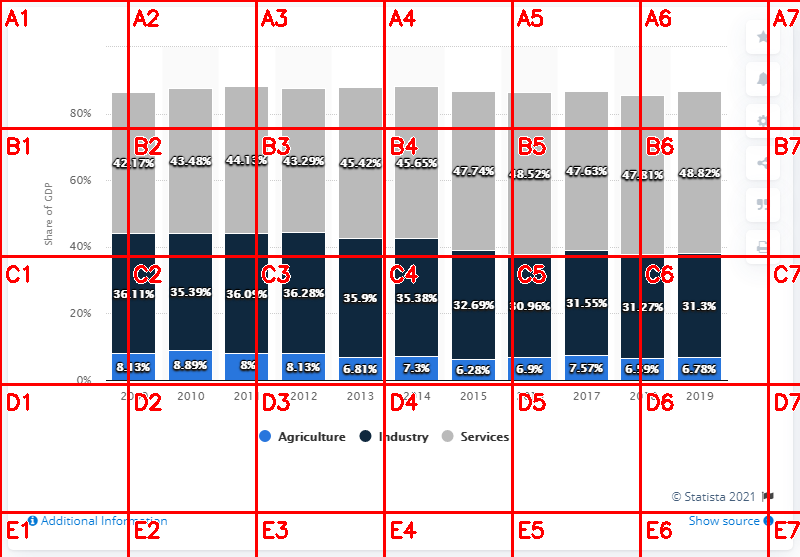 A1 A2 A3 A4 A5 A6 A7
80%
B1 B2 B3 B4 B5 B6 B7
42.17% 43.48% 44.13% 43.29% 45.42% 45.65% 47.74% 48.52% 47.63% 47.81% 48.82%
60%
Share of GDP
40%
C1 C2 C3 C4 C5 C6 C7
36.11% 35.39% 36.09% 36.28% 35.9% 35.38% 32.69% 30.96% 31.55% 31.27% 31.3%
20%
8.13% 8.89% 8% 8.13% 6.81% 7.3% 6.28% 6.9% 7.57% 6.78%
0%
2009 2010 2011 2012 2013 2014 2015 2017 2018 2019
D1 D2 D3 D4 D5 D6 D7
Agriculture Industry Services
© Statista 2021
Additional Information Show source
E1 E2 E3 E4 E5 E6 E7